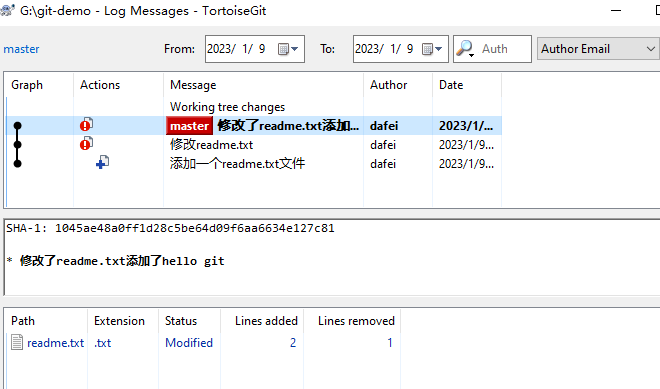 G:\git-demo - Log Messages - TortoiseGit
master From: 2023/ 1/ 9 To: 2023/ 1/ 9 Auth Author Email
Graph Actions Message Author Date
Working tree changes
master 修改了readme.txt添加... dafei 2023/1/...
修改readme.txt dafei 2023/1/9...
添加一个readme.txt文件 dafei 2023/1/9...
SHA-1: 1045ae48a0ff1d28c5be64d09f6aa6634e127c81
* 修改了readme.txt添加了hello git
Path Extension Status Lines added Lines removed
readme.txt .txt Modified 2 1